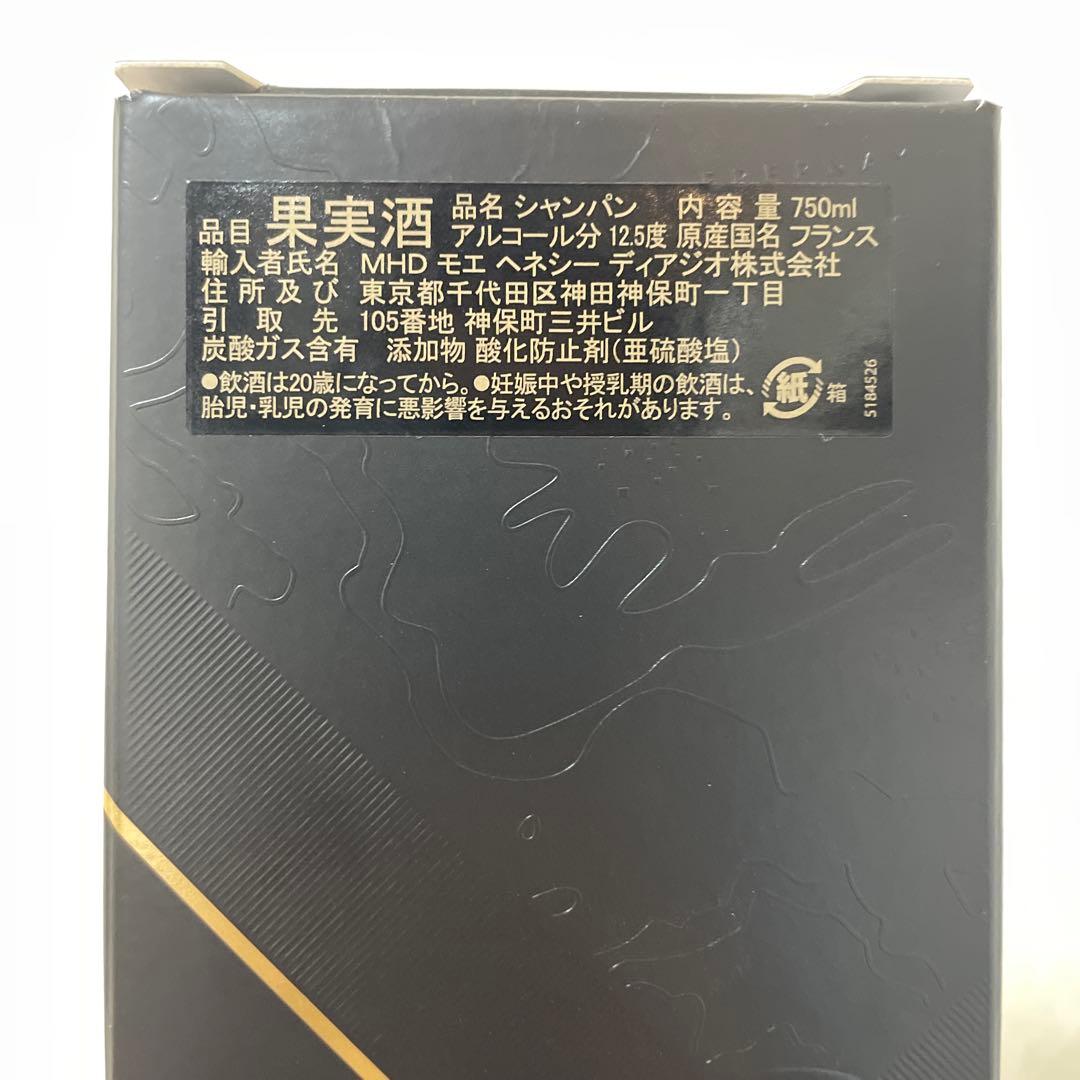 品目 果実酒 品名 シャンパン 内容量 750ml
アルコール分 12.5度 原産国名 フランス
輸入者氏名 MHD モエ ヘネシー ディアジオ株式会社
住所及び 東京都千代田区神田神保町一丁目
引取先 105番地 神保町三井ビル
炭酸ガス含有 添加物 酸化防止剤(亜硫酸塩)
●飲酒は20歳になってから。●妊娠中や授乳期の飲酒は、
胎児・乳児の発育に悪影響を与えるおそれがあります。
紙 箱
5184526